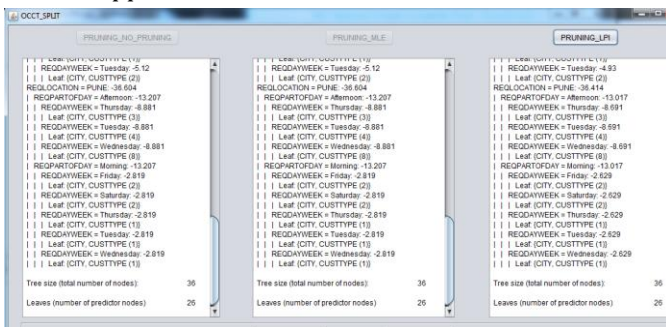 OCCT_SPLIT
PRUNING_NO_PRUNING
| | REQDAYWEEK = Tuesday: -5.12
| | | Leaf: {CITY, CUSTTYPE (2)}
REQLOCATION = PUNE: -36.604
| REQPARTOFDAY = Afternoon: -13.207
| | REQDAYWEEK = Thursday: -8.881
| | | Leaf: {CITY, CUSTTYPE (3)}
| | REQDAYWEEK = Tuesday: -8.881
| | | Leaf: {CITY, CUSTTYPE (4)}
| | REQDAYWEEK = Wednesday: -8.881
| | | Leaf: {CITY, CUSTTYPE (8)}
| REQPARTOFDAY = Morning: -13.207
| | REQDAYWEEK = Friday: -2.819
| | | Leaf: {CITY, CUSTTYPE (2)}
| | REQDAYWEEK = Saturday: -2.819
| | | Leaf: {CITY, CUSTTYPE (2)}
| | REQDAYWEEK = Thursday: -2.819
| | | Leaf: {CITY, CUSTTYPE (1)}
| | REQDAYWEEK = Tuesday: -2.819
| | | Leaf: {CITY, CUSTTYPE (1)}
| | REQDAYWEEK = Wednesday: -2.819
| | | Leaf: {CITY, CUSTTYPE (1)}
Tree size (total number of nodes): 36
Leaves (number of predictor nodes) 26
PRUNING_MLE
| | REQDAYWEEK = Tuesday: -5.12
| | | Leaf: {CITY, CUSTTYPE (2)}
REQLOCATION = PUNE: -36.604
| REQPARTOFDAY = Afternoon: -13.207
| | REQDAYWEEK = Thursday: -8.881
| | | Leaf: {CITY, CUSTTYPE (3)}
| | REQDAYWEEK = Tuesday: -8.881
| | | Leaf: {CITY, CUSTTYPE (4)}
| | REQDAYWEEK = Wednesday: -8.881
| | | Leaf: {CITY, CUSTTYPE (8)}
| REQPARTOFDAY = Morning: -13.207
| | REQDAYWEEK = Friday: -2.819
| | | Leaf: {CITY, CUSTTYPE (2)}
| | REQDAYWEEK = Saturday: -2.819
| | | Leaf: {CITY, CUSTTYPE (2)}
| | REQDAYWEEK = Thursday: -2.819
| | | Leaf: {CITY, CUSTTYPE (1)}
| | REQDAYWEEK = Tuesday: -2.819
| | | Leaf: {CITY, CUSTTYPE (1)}
| | REQDAYWEEK = Wednesday: -2.819
| | | Leaf: {CITY, CUSTTYPE (1)}
Tree size (total number of nodes): 36
Leaves (number of predictor nodes) 26
PRUNING_LPI
| | REQDAYWEEK = Tuesday: -4.93
| | | Leaf: {CITY, CUSTTYPE (2)}
REQLOCATION = PUNE: -36.414
| REQPARTOFDAY = Afternoon: -13.017
| | REQDAYWEEK = Thursday: -8.691
| | | Leaf: {CITY, CUSTTYPE (3)}
| | REQDAYWEEK = Tuesday: -8.691
| | | Leaf: {CITY, CUSTTYPE (4)}
| | REQDAYWEEK = Wednesday: -8.691
| | | Leaf: {CITY, CUSTTYPE (8)}
| REQPARTOFDAY = Morning: -13.017
| | REQDAYWEEK = Friday: -2.629
| | | Leaf: {CITY, CUSTTYPE (2)}
| | REQDAYWEEK = Saturday: -2.629
| | | Leaf: {CITY, CUSTTYPE (2)}
| | REQDAYWEEK = Thursday: -2.629
| | | Leaf: {CITY, CUSTTYPE (1)}
| | REQDAYWEEK = Tuesday: -2.629
| | | Leaf: {CITY, CUSTTYPE (1)}
| | REQDAYWEEK = Wednesday: -2.629
| | | Leaf: {CITY, CUSTTYPE (1)}
Tree size (total number of nodes): 36
Leaves (number of predictor nodes) 26